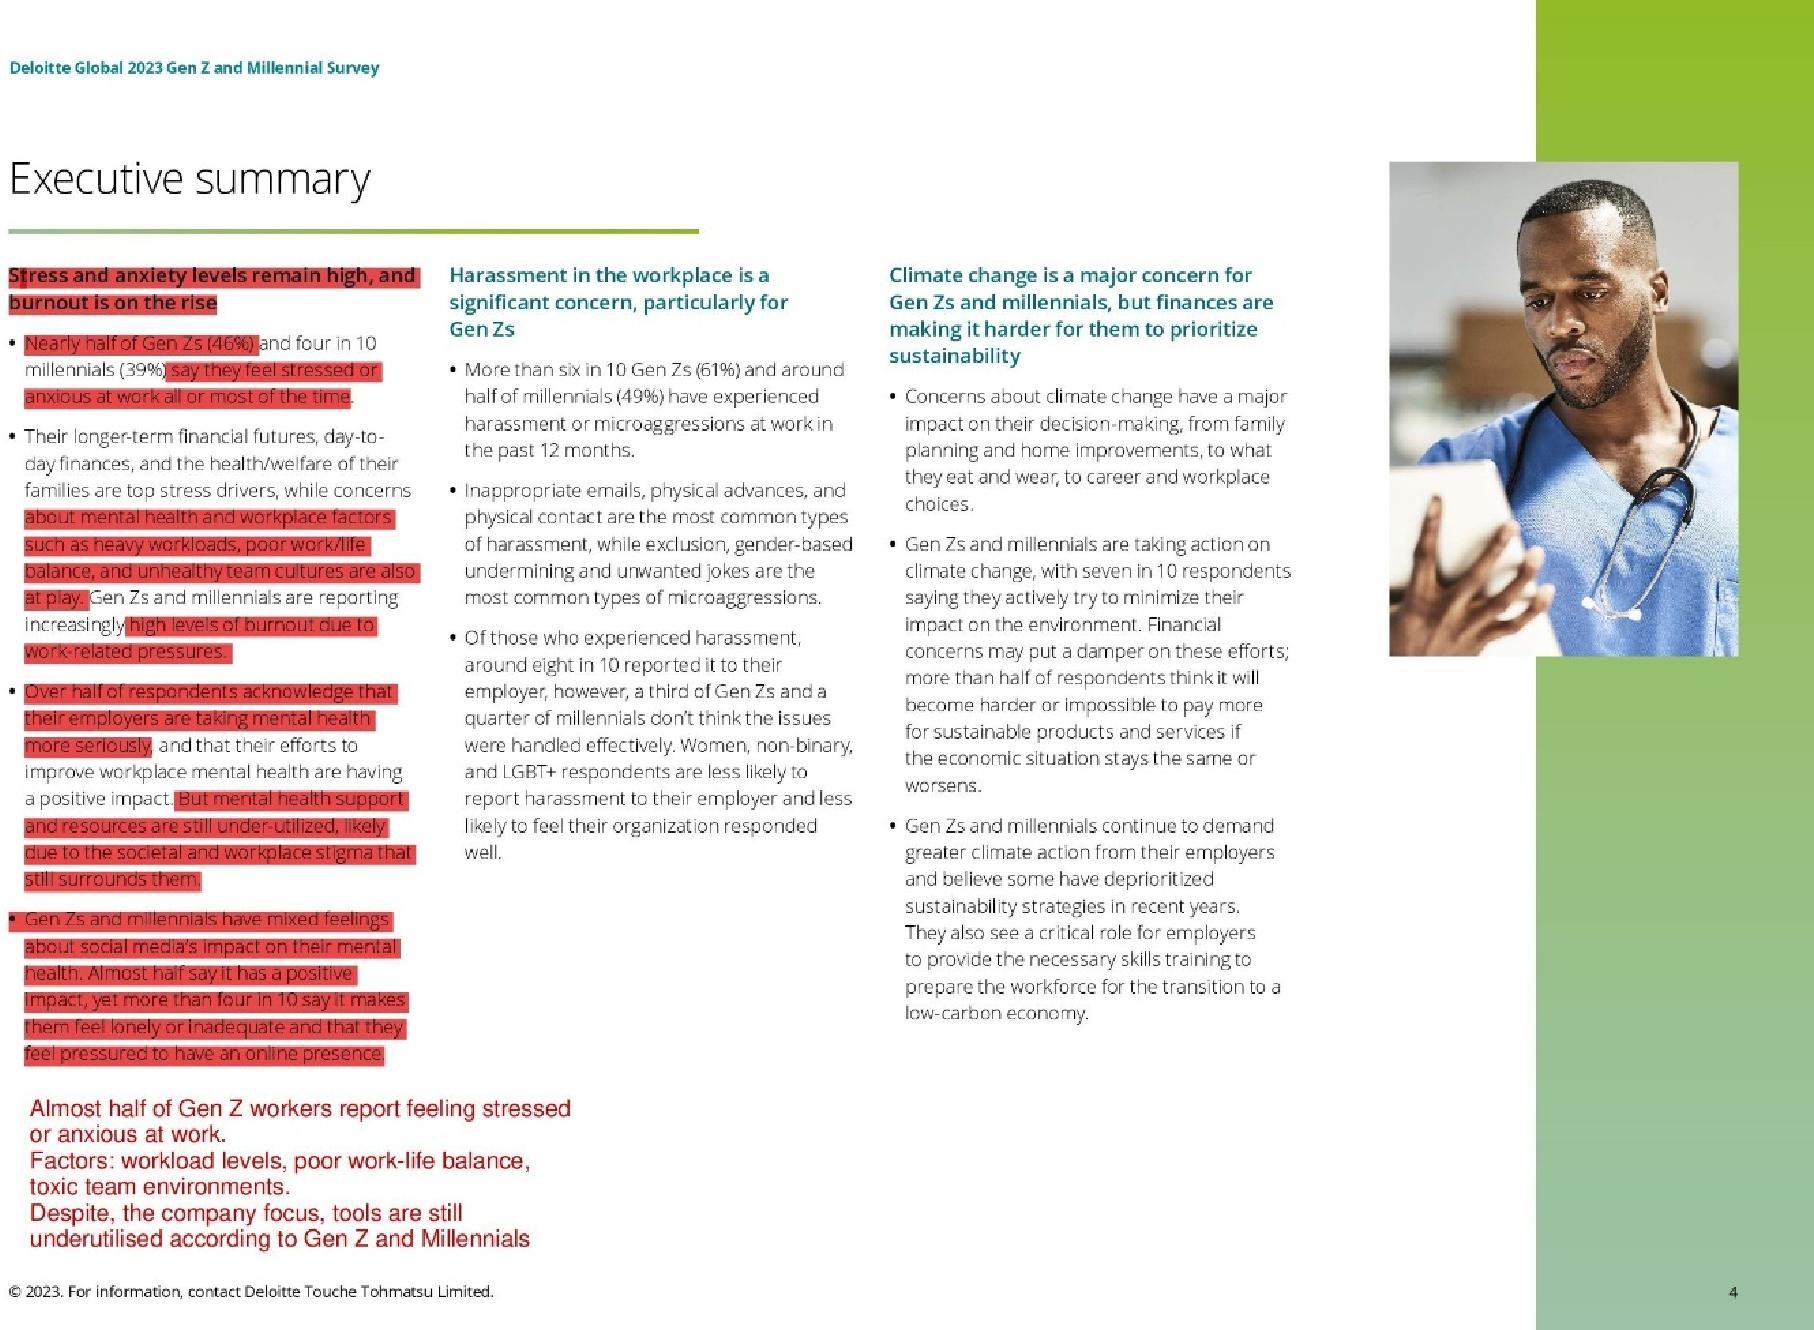 Deloitte Global 2023 Gen Z and Millennial Survey
Executive summary
Stress and anxiety levels remain high, and
burnout is on the rise
• Nearly half of Gen Zs (46%) and four in 10
millennials (39%) say they feel stressed or
anxious at work all or most of the time.
• Their longer-term financial futures, day-to-
day finances, and the health/welfare of their
families are top stress drivers, while concerns
about mental health and workplace factors
such as heavy workloads, poor work/life
balance, and unhealthy team cultures are also
at play. Gen Zs and millennials are reporting
increasingly high levels of burnout due to
work-related pressures.
• Over half of respondents acknowledge that
their employers are taking mental health
more seriously, and that their efforts to
improve workplace mental health are having
a positive impact. But mental health support
and resources are still under-utilized, likely
due to the societal and workplace stigma that
still surrounds them.
• Gen Zs and millennials have mixed feelings
about social media's impact on their mental
health. Almost half say it has a positive
impact, yet more than four in 10 say it makes
them feel lonely or inadequate and that they
feel pressured to have an online presence.
Harassment in the workplace is a
significant concern, particularly for
Gen Zs
• More than six in 10 Gen Zs (61%) and around
half of millennials (49%) have experienced
harassment or microaggressions at work in
the past 12 months.
• Inappropriate emails, physical advances, and
physical contact are the most common types
of harassment, while exclusion, gender-based
undermining and unwanted jokes are the
most common types of microaggressions.
• Of those who experienced harassment,
around eight in 10 reported it to their
employer, however, a third of Gen Zs and a
quarter of millennials don't think the issues
were handled effectively. Women, non-binary,
and LGBT+ respondents are less likely to
report harassment to their employer and less
likely to feel their organization responded
well.
Climate change is a major concern for
Gen Zs and millennials, but finances are
making it harder for them to prioritize
sustainability
• Concerns about climate change have a major
impact on their decision-making, from family
planning and home improvements, to what
they eat and wear, to career and workplace
choices.
• Gen Zs and millennials are taking action on
climate change, with seven in 10 respondents
saying they actively try to minimize their
impact on the environment. Financial
concerns may put a damper on these efforts;
more than half of respondents think it will
become harder or impossible to pay more
for sustainable products and services if
the economic situation stays the same or
worsens.
• Gen Zs and millennials continue to demand
greater climate action from their employers
and believe some have deprioritized
sustainability strategies in recent years.
They also see a critical role for employers
to provide the necessary skills training to
prepare the workforce for the transition to a
low-carbon economy.
Almost half of Gen Z workers report feeling stressed
or anxious at work.
Factors: workload levels, poor work-life balance,
toxic team environments.
Despite, the company focus, tools are still
underutilised according to Gen Z and Millennials
© 2023. For information, contact Deloitte Touche Tohmatsu Limited.
4